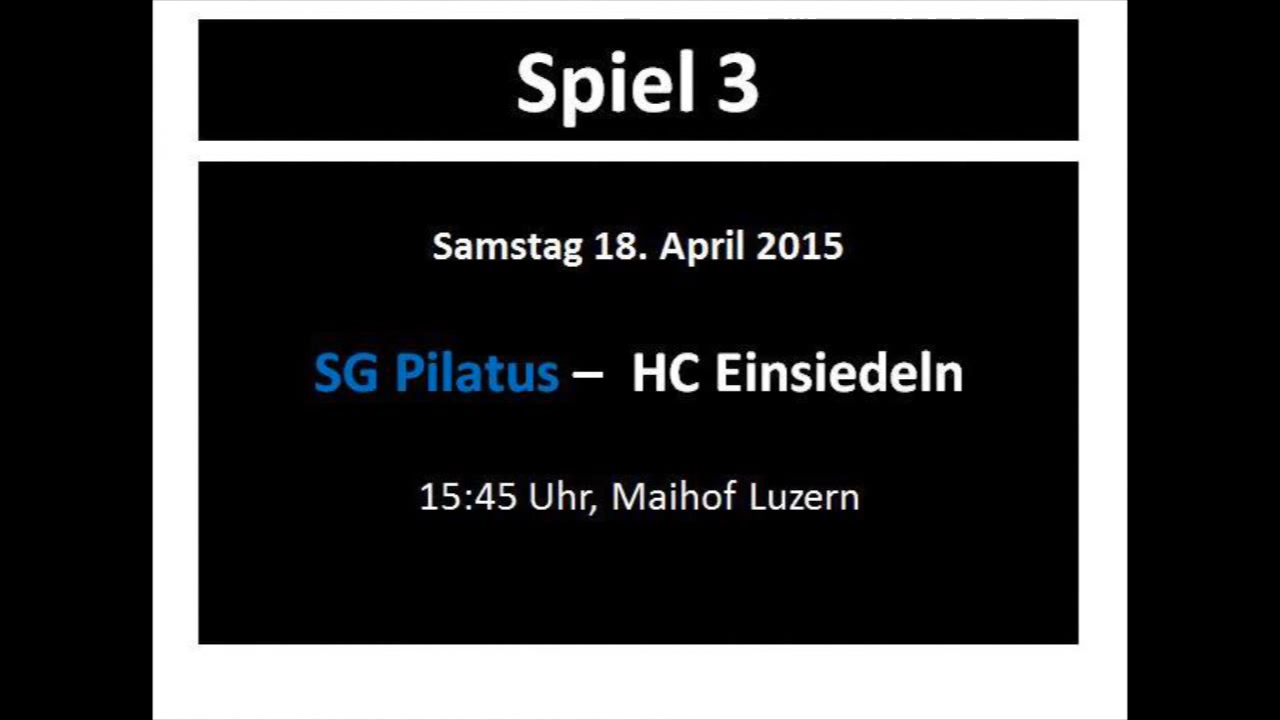 Spiel 3
Samstag 18. April 2015
SG Pilatus – HC Einsiedeln
15:45 Uhr, Maihof Luzern